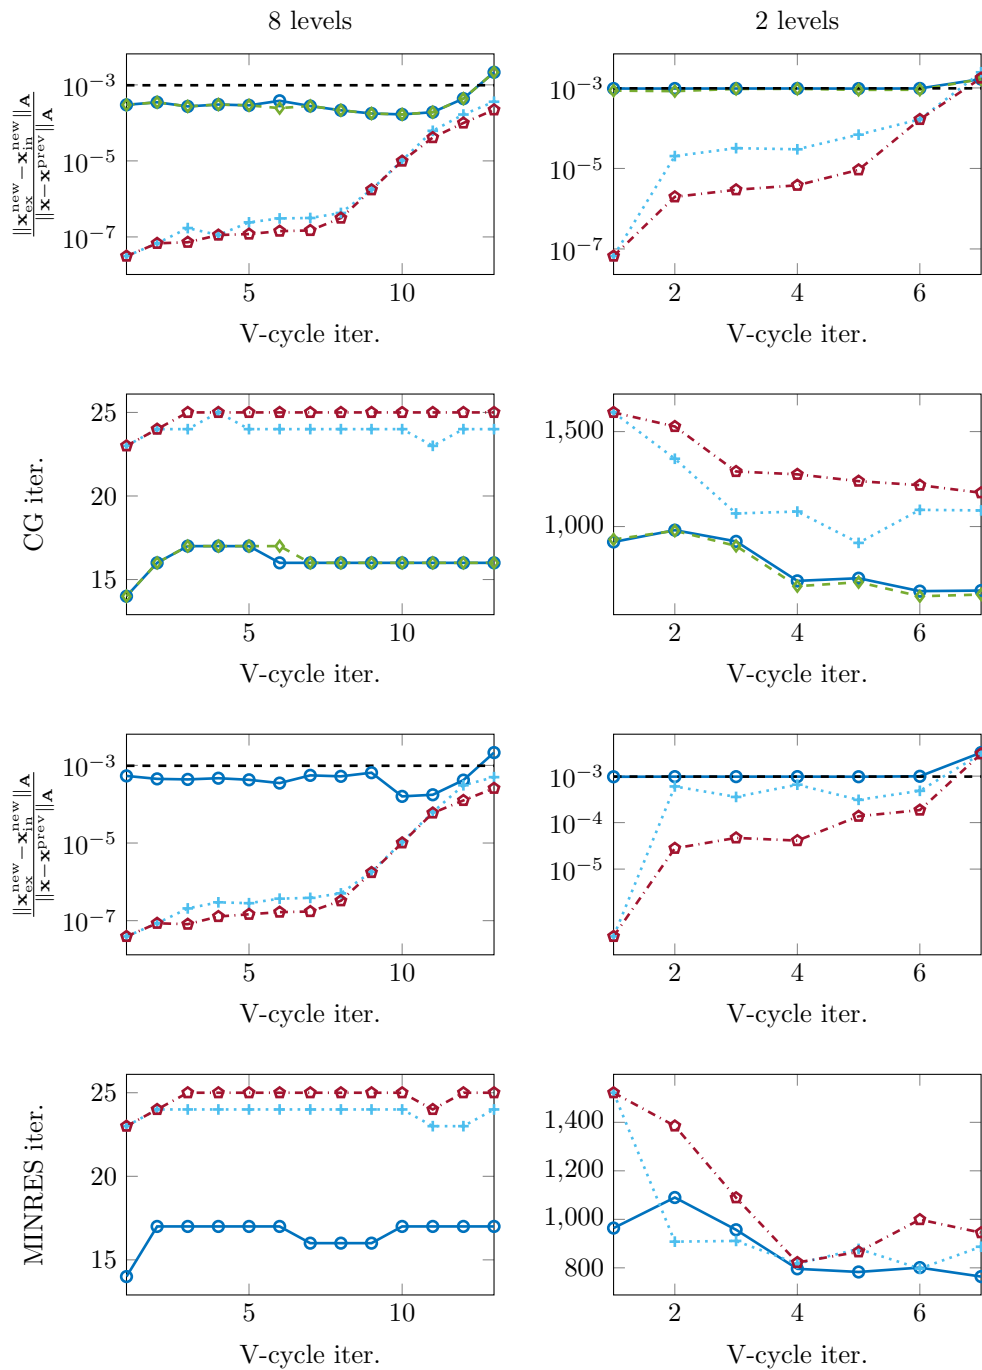 8 levels
2 levels
10^−3
10^−5
10^−7
‖x_ex^new − x_in^new‖_A / ‖x − x^prev‖_A
5 10
V-cycle iter.
10^−3
10^−5
10^−7
2 4 6
V-cycle iter.
25
20
15
CG iter.
5 10
V-cycle iter.
1,500
1,000
2 4 6
V-cycle iter.
10^−3
10^−5
10^−7
‖x_ex^new − x_in^new‖_A / ‖x − x^prev‖_A
5 10
V-cycle iter.
10^−3
10^−4
10^−5
2 4 6
V-cycle iter.
25
20
15
MINRES iter.
5 10
V-cycle iter.
1,400
1,200
1,000
800
2 4 6
V-cycle iter.